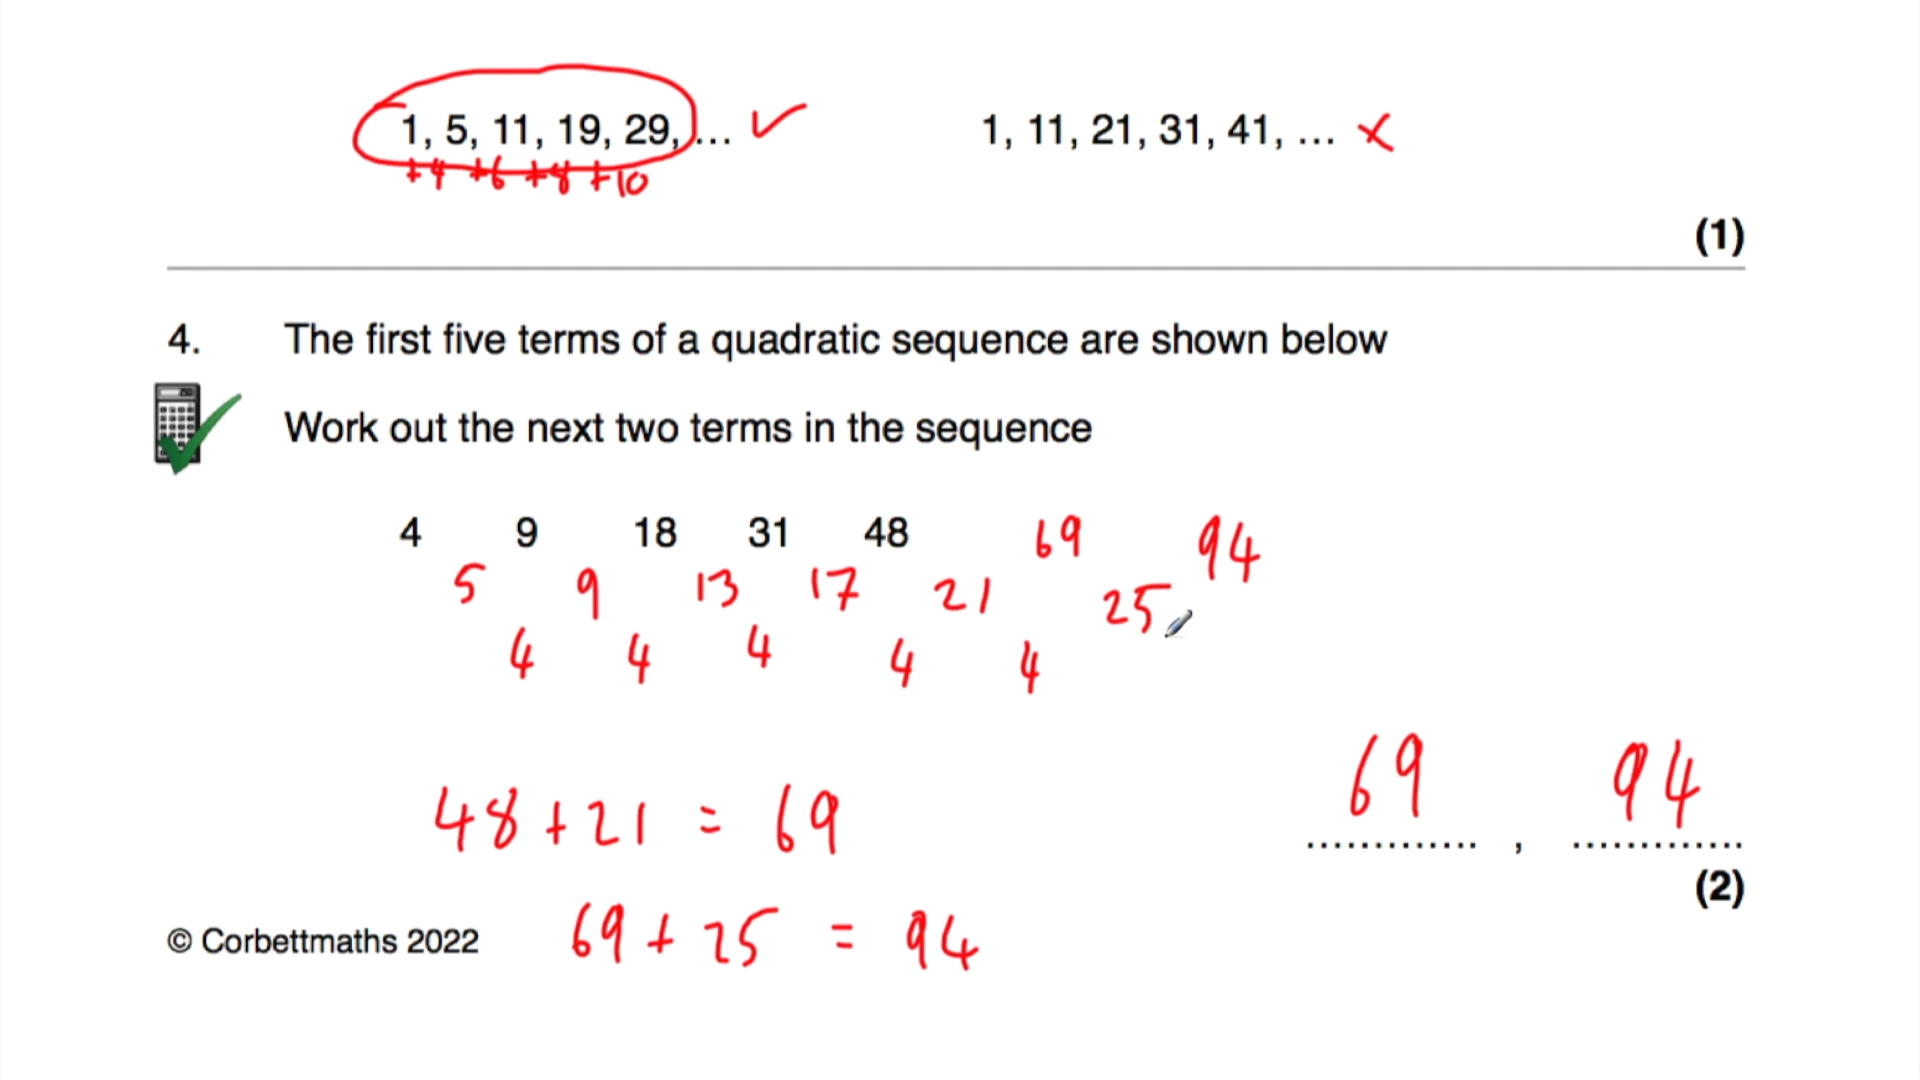 1, 5, 11, 19, 29, ... ✓ 1, 11, 21, 31, 41, ... ✗
+4 +6 +8 +10
(1)
4. The first five terms of a quadratic sequence are shown below
Work out the next two terms in the sequence
4 9 18 31 48 69 94
5 9 13 17 21 25
4 4 4 4 4
69 , 94
48 + 21 = 69
(2)
© Corbettmaths 2022
69 + 25 = 94